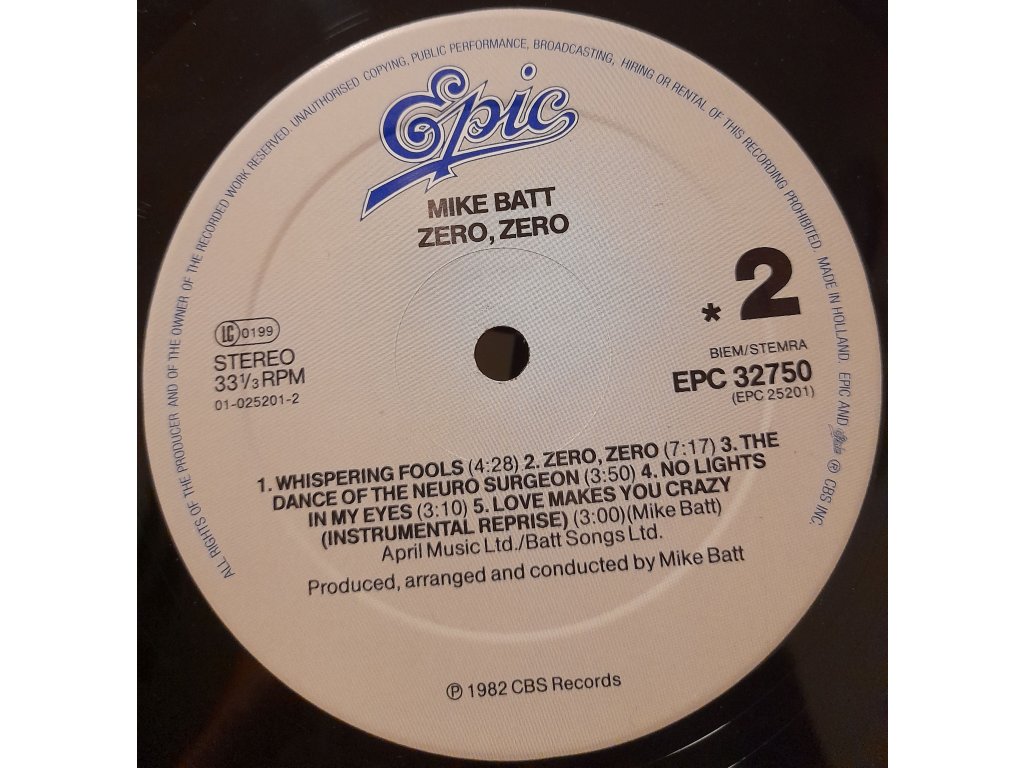 ALL RIGHTS OF THE PRODUCER AND OF THE OWNER OF THE RECORDED WORK RESERVED. UNAUTHORISED COPYING, PUBLIC PERFORMANCE, BROADCASTING, HIRING OR RENTAL OF THIS RECORDING PROHIBITED. MADE IN HOLLAND. EPIC AND Epic ® CBS INC.
Epic
MIKE BATT
ZERO, ZERO
* 2
LC 0199
STEREO
33⅓ RPM
01-025201-2
BIEM/STEMRA
EPC 32750
(EPC 25201)
1. WHISPERING FOOLS (4:28) 2. ZERO, ZERO (7:17) 3. THE
DANCE OF THE NEURO SURGEON (3:50) 4. NO LIGHTS
IN MY EYES (3:10) 5. LOVE MAKES YOU CRAZY
(INSTRUMENTAL REPRISE) (3:00)(Mike Batt)
April Music Ltd./Batt Songs Ltd.
Produced, arranged and conducted by Mike Batt
℗ 1982 CBS Records